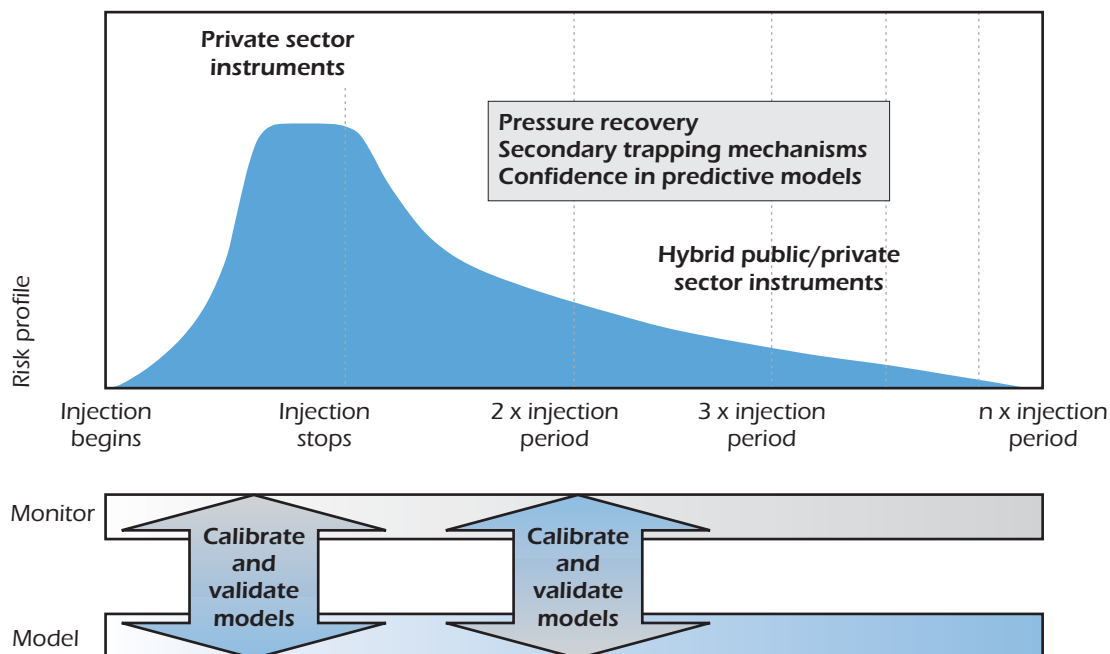 Private sector
instruments
Pressure recovery
Secondary trapping mechanisms
Confidence in predictive models
Hybrid public/private
sector instruments
Risk profile
Injection
begins
Injection
stops
2 x injection
period
3 x injection
period
n x injection
period
Monitor
Calibrate
and
validate
models
Calibrate
and
validate
models
Model